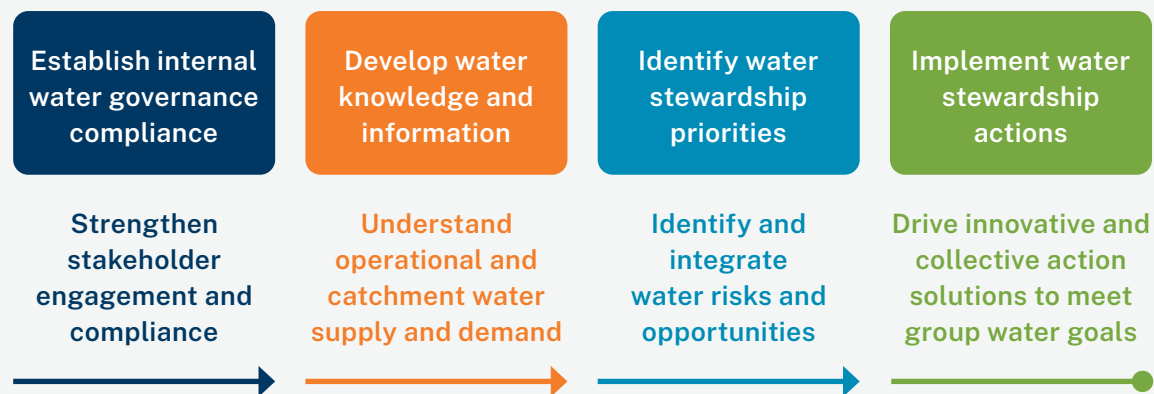 Establish internal
water governance
compliance
Develop water
knowledge and
information
Identify water
stewardship
priorities
Implement water
stewardship
actions
Strengthen
stakeholder
engagement and
compliance
Understand
operational and
catchment water
supply and demand
Identify and
integrate
water risks and
opportunities
Drive innovative and
collective action
solutions to meet
group water goals